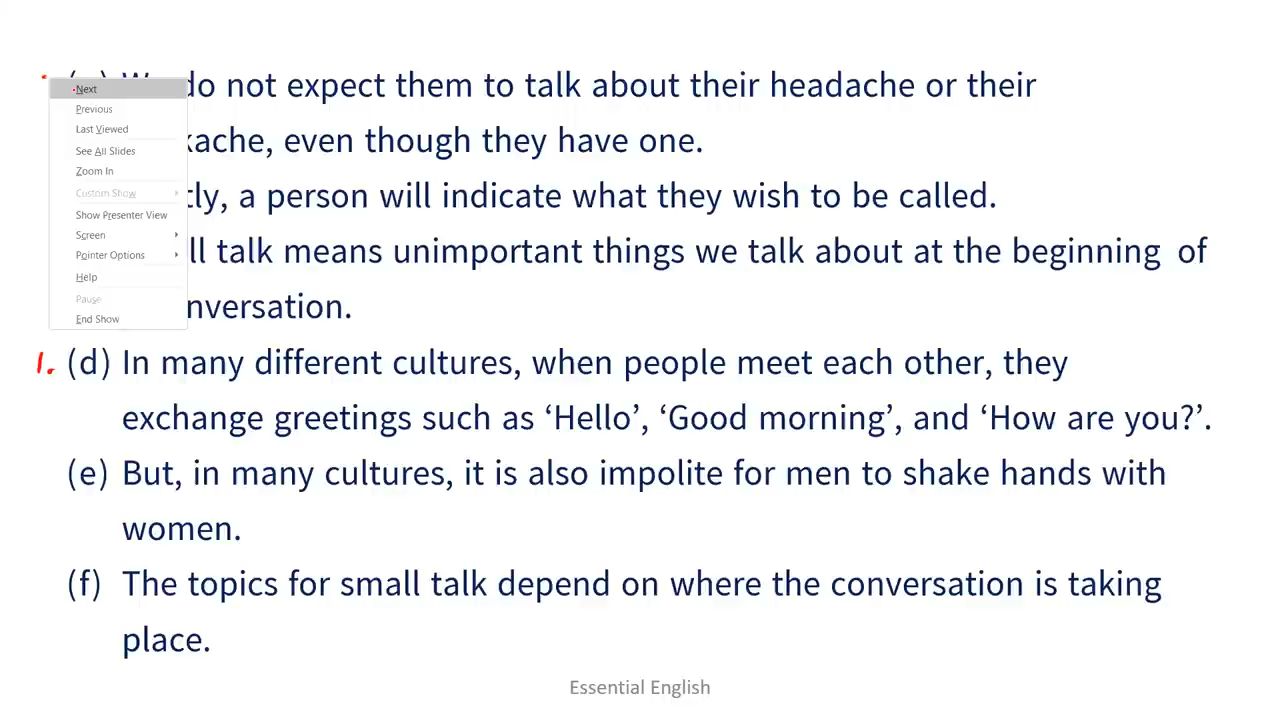 do not expect them to talk about their headache or their
Next
Previous
, even though they have one.
Last Viewed
See All Slides
Zoom In
Custom Show
a person will indicate what they wish to be called.
Show Presenter View
Screen
talk means unimportant things we talk about at the beginning of
Pointer Options
Help
Pause
End Show
1. (d) In many different cultures, when people meet each other, they
exchange greetings such as ‘Hello’, ‘Good morning’, and ‘How are you?’.
(e) But, in many cultures, it is also impolite for men to shake hands with
women.
(f) The topics for small talk depend on where the conversation is taking
place.
Essential English